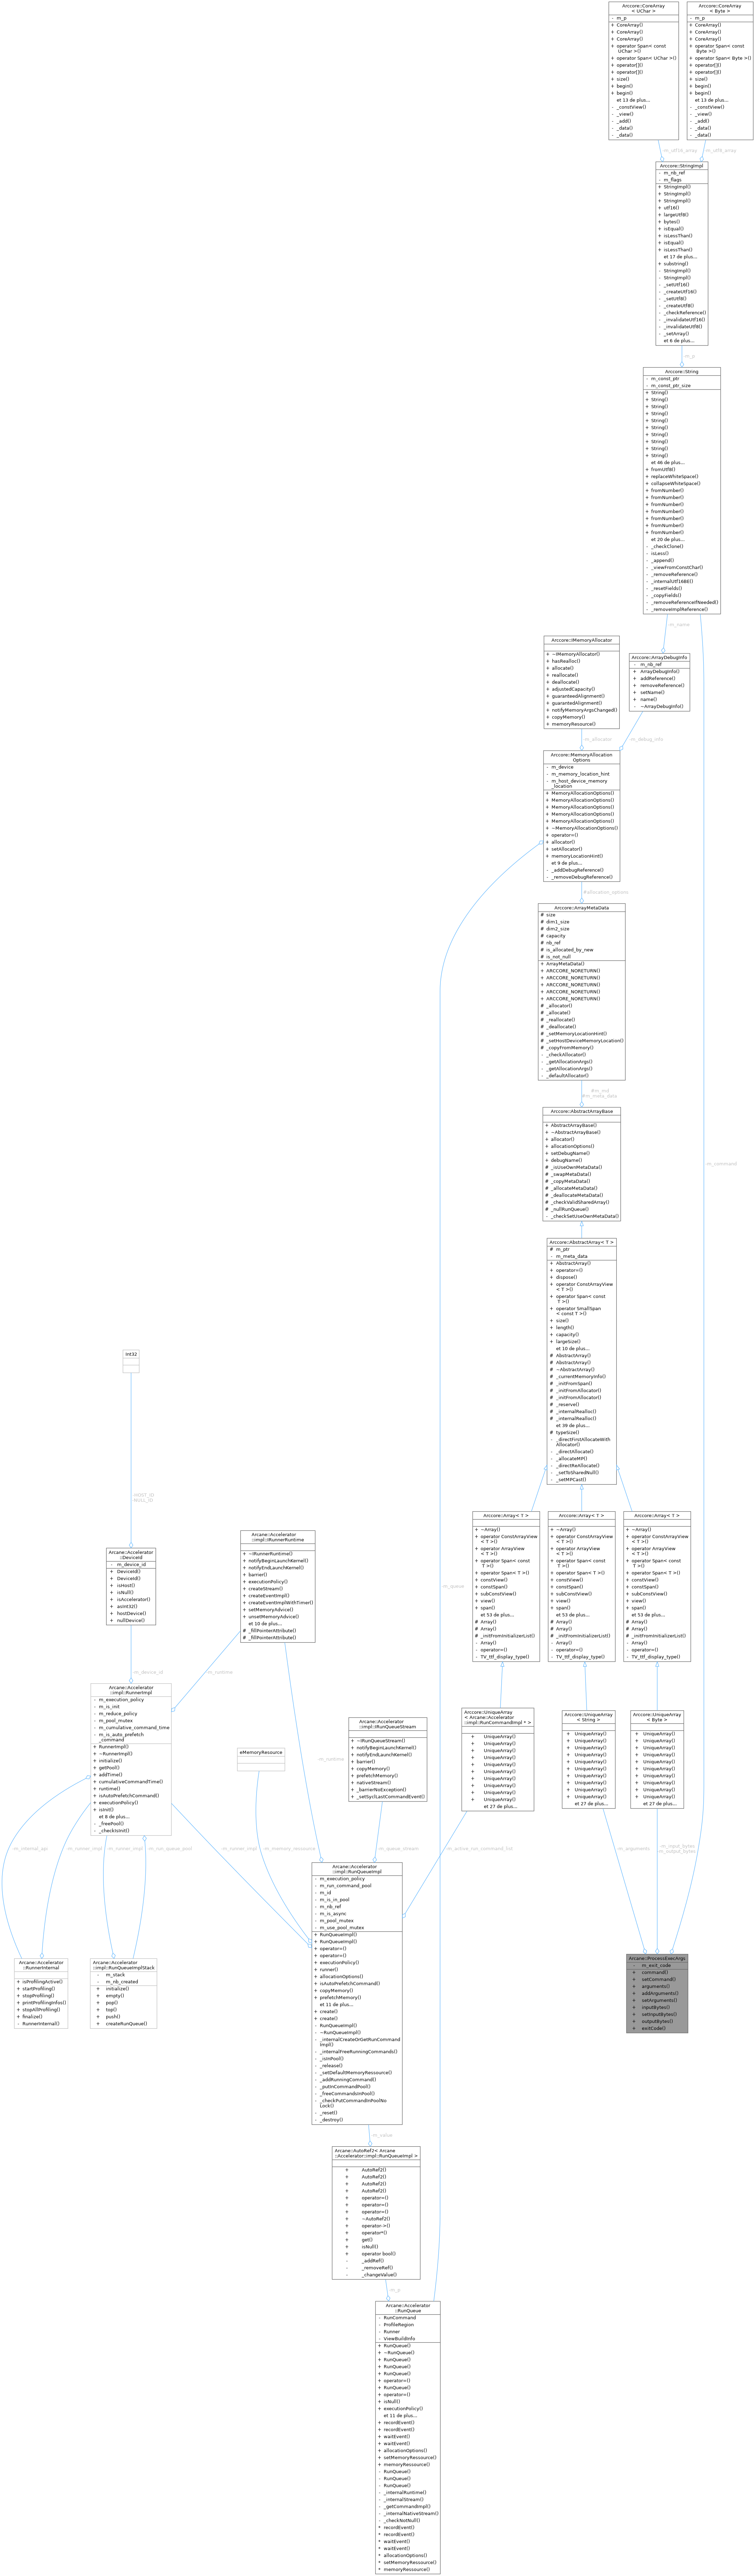 Arccore::CoreArray
< UChar >
- m_p
+ CoreArray()
+ CoreArray()
+ CoreArray()
+ operator Span< const
UChar >()
+ operator Span< UChar >()
+ operator[]()
+ operator[]()
+ size()
+ begin()
+ begin()
et 13 de plus...
- _constView()
- _view()
- _add()
- _data()
- _data()
Arccore::CoreArray
< Byte >
- m_p
+ CoreArray()
+ CoreArray()
+ CoreArray()
+ operator Span< const
Byte >()
+ operator Span< Byte >()
+ operator[]()
+ operator[]()
+ size()
+ begin()
+ begin()
et 13 de plus...
- _constView()
- _view()
- _add()
- _data()
- _data()
-m_utf16_array
-m_utf8_array
Arccore::StringImpl
- m_nb_ref
- m_flags
+ StringImpl()
+ StringImpl()
+ StringImpl()
+ utf16()
+ largeUtf8()
+ bytes()
+ isEqual()
+ isLessThan()
+ isEqual()
+ isLessThan()
et 17 de plus...
+ substring()
- StringImpl()
- StringImpl()
- _setUtf16()
- _createUtf16()
- _setUtf8()
- _createUtf8()
- _checkReference()
- _invalidateUtf16()
- _invalidateUtf8()
- _setArray()
et 6 de plus...
-m_p
Arccore::String
- m_const_ptr
- m_const_ptr_size
+ String()
+ String()
+ String()
+ String()
+ String()
+ String()
+ String()
+ String()
+ String()
+ String()
et 46 de plus...
+ fromUtf8()
+ replaceWhiteSpace()
+ collapseWhiteSpace()
+ fromNumber()
+ fromNumber()
+ fromNumber()
+ fromNumber()
+ fromNumber()
+ fromNumber()
+ fromNumber()
et 20 de plus...
- _checkClone()
- isLess()
- _append()
- _viewFromConstChar()
- _removeReference()
- _internalUtf16BE()
- _resetFields()
- _copyFields()
- _removeReferenceIfNeeded()
- _removeImplReference()
-m_name
Arccore::IMemoryAllocator
+ ~IMemoryAllocator()
+ hasRealloc()
+ allocate()
+ reallocate()
+ deallocate()
+ adjustedCapacity()
+ guaranteedAlignment()
+ guarantedAlignment()
+ notifyMemoryArgsChanged()
+ copyMemory()
+ memoryResource()
Arccore::ArrayDebugInfo
- m_nb_ref
+ ArrayDebugInfo()
+ addReference()
+ removeReference()
+ setName()
+ name()
- ~ArrayDebugInfo()
-m_allocator
-m_debug_info
Arccore::MemoryAllocation
Options
- m_device
- m_memory_location_hint
- m_host_device_memory
_location
+ MemoryAllocationOptions()
+ MemoryAllocationOptions()
+ MemoryAllocationOptions()
+ MemoryAllocationOptions()
+ MemoryAllocationOptions()
+ ~MemoryAllocationOptions()
+ operator=()
+ allocator()
+ setAllocator()
+ memoryLocationHint()
et 9 de plus...
- _addDebugReference()
- _removeDebugReference()
#allocation_options
Arccore::ArrayMetaData
# size
# dim1_size
# dim2_size
# capacity
# nb_ref
# is_allocated_by_new
# is_not_null
+ ArrayMetaData()
+ ARCCORE_NORETURN()
+ ARCCORE_NORETURN()
+ ARCCORE_NORETURN()
+ ARCCORE_NORETURN()
+ ARCCORE_NORETURN()
# _allocator()
# _allocate()
# _reallocate()
# _deallocate()
# _setMemoryLocationHint()
# _setHostDeviceMemoryLocation()
# _copyFromMemory()
- _checkAllocator()
- _getAllocationArgs()
- _getAllocationArgs()
- _defaultAllocator()
#m_md
#m_meta_data
Arccore::AbstractArrayBase
+ AbstractArrayBase()
+ ~AbstractArrayBase()
+ allocator()
+ allocationOptions()
+ setDebugName()
+ debugName()
# _isUseOwnMetaData()
# _swapMetaData()
# _copyMetaData()
# _allocateMetaData()
# _deallocateMetaData()
# _checkValidSharedArray()
# _nullRunQueue()
- _checkSetUseOwnMetaData()
-m_command
Arccore::AbstractArray< T >
# m_ptr
- m_meta_data
+ AbstractArray()
+ operator=()
+ dispose()
+ operator ConstArrayView
< T >()
+ operator Span< const
T >()
+ operator SmallSpan
< const T >()
+ size()
+ length()
+ capacity()
+ largeSize()
et 10 de plus...
# AbstractArray()
# AbstractArray()
# ~AbstractArray()
# _currentMemoryInfo()
# _initFromSpan()
# _initFromAllocator()
# _initFromAllocator()
# _reserve()
# _internalRealloc()
# _internalRealloc()
et 39 de plus...
# typeSize()
- _directFirstAllocateWith
Allocator()
- _directAllocate()
- _allocateMP()
- _directReAllocate()
- _setToSharedNull()
- _setMPCast()
Int32
-HOST_ID
-NULL_ID
Arccore::Array< T >
+ ~Array()
+ operator ConstArrayView
< T >()
+ operator ArrayView
< T >()
+ operator Span< const
T >()
+ operator Span< T >()
+ constView()
+ constSpan()
+ subConstView()
+ view()
+ span()
et 53 de plus...
# Array()
# Array()
# _initFromInitializerList()
- Array()
- operator=()
- TV_ttf_display_type()
Arccore::Array< T >
+ ~Array()
+ operator ConstArrayView
< T >()
+ operator ArrayView
< T >()
+ operator Span< const
T >()
+ operator Span< T >()
+ constView()
+ constSpan()
+ subConstView()
+ view()
+ span()
et 53 de plus...
# Array()
# Array()
# _initFromInitializerList()
- Array()
- operator=()
- TV_ttf_display_type()
Arccore::Array< T >
+ ~Array()
+ operator ConstArrayView
< T >()
+ operator ArrayView
< T >()
+ operator Span< const
T >()
+ operator Span< T >()
+ constView()
+ constSpan()
+ subConstView()
+ view()
+ span()
et 53 de plus...
# Array()
# Array()
# _initFromInitializerList()
- Array()
- operator=()
- TV_ttf_display_type()
Arcane::Accelerator
::DeviceId
- m_device_id
+ DeviceId()
+ DeviceId()
+ isHost()
+ isNull()
+ isAccelerator()
+ asInt32()
+ hostDevice()
+ nullDevice()
Arcane::Accelerator
::impl::IRunnerRuntime
+ ~IRunnerRuntime()
+ notifyBeginLaunchKernel()
+ notifyEndLaunchKernel()
+ barrier()
+ executionPolicy()
+ createStream()
+ createEventImpl()
+ createEventImplWithTimer()
+ setMemoryAdvice()
+ unsetMemoryAdvice()
et 10 de plus...
# _fillPointerAttribute()
# _fillPointerAttribute()
-m_queue
-m_device_id
-m_runtime
Arcane::Accelerator
::impl::RunnerImpl
- m_execution_policy
- m_is_init
- m_reduce_policy
- m_pool_mutex
- m_cumulative_command_time
- m_is_auto_prefetch
_command
+ RunnerImpl()
+ ~RunnerImpl()
+ initialize()
+ getPool()
+ addTime()
+ cumulativeCommandTime()
+ runtime()
+ isAutoPrefetchCommand()
+ executionPolicy()
+ isInit()
et 8 de plus...
- _freePool()
- _checkIsInit()
eMemoryResource
Arcane::Accelerator
::impl::IRunQueueStream
+ ~IRunQueueStream()
+ notifyBeginLaunchKernel()
+ notifyEndLaunchKernel()
+ barrier()
+ copyMemory()
+ prefetchMemory()
+ nativeStream()
+ _barrierNoException()
+ _setSyclLastCommandEvent()
Arccore::UniqueArray
< Arcane::Accelerator
::impl::RunCommandImpl * >
+ UniqueArray()
+ UniqueArray()
+ UniqueArray()
+ UniqueArray()
+ UniqueArray()
+ UniqueArray()
+ UniqueArray()
+ UniqueArray()
+ UniqueArray()
+ UniqueArray()
et 27 de plus...
Arccore::UniqueArray
< String >
+ UniqueArray()
+ UniqueArray()
+ UniqueArray()
+ UniqueArray()
+ UniqueArray()
+ UniqueArray()
+ UniqueArray()
+ UniqueArray()
+ UniqueArray()
+ UniqueArray()
et 27 de plus...
Arccore::UniqueArray
< Byte >
+ UniqueArray()
+ UniqueArray()
+ UniqueArray()
+ UniqueArray()
+ UniqueArray()
+ UniqueArray()
+ UniqueArray()
+ UniqueArray()
+ UniqueArray()
+ UniqueArray()
et 27 de plus...
-m_runtime
-m_internal_api
-m_runner_impl
-m_runner_impl
-m_run_queue_pool
-m_runner_impl
-m_memory_ressource
-m_queue_stream
-m_active_run_command_list
-m_arguments
-m_input_bytes
-m_output_bytes
Arcane::Accelerator
::RunnerInternal
+ isProfilingActive()
+ startProfiling()
+ stopProfiling()
+ printProfilingInfos()
+ stopAllProfiling()
+ finalize()
- RunnerInternal()
Arcane::Accelerator
::impl::RunQueueImplStack
- m_stack
- m_nb_created
+ initialize()
+ empty()
+ pop()
+ top()
+ push()
+ createRunQueue()
Arcane::Accelerator
::impl::RunQueueImpl
- m_execution_policy
- m_run_command_pool
- m_id
- m_is_in_pool
- m_nb_ref
- m_is_async
- m_pool_mutex
- m_use_pool_mutex
+ RunQueueImpl()
+ RunQueueImpl()
+ operator=()
+ operator=()
+ executionPolicy()
+ runner()
+ allocationOptions()
+ isAutoPrefetchCommand()
+ copyMemory()
+ prefetchMemory()
et 11 de plus...
+ create()
+ create()
- RunQueueImpl()
- ~RunQueueImpl()
- _internalCreateOrGetRunCommand
Impl()
- _internalFreeRunningCommands()
- _isInPool()
- _release()
- _setDefaultMemoryRessource()
- _addRunningCommand()
- _putInCommandPool()
- _freeCommandsInPool()
- _checkPutCommandInPoolNo
Lock()
- _reset()
- _destroy()
Arcane::ProcessExecArgs
- m_exit_code
+ command()
+ setCommand()
+ arguments()
+ addArguments()
+ setArguments()
+ inputBytes()
+ setInputBytes()
+ outputBytes()
+ exitCode()
-m_value
Arcane::AutoRef2< Arcane
::Accelerator::impl::RunQueueImpl >
+ AutoRef2()
+ AutoRef2()
+ AutoRef2()
+ AutoRef2()
+ operator=()
+ operator=()
+ operator=()
+ ~AutoRef2()
+ operator->()
+ operator*()
+ get()
+ isNull()
+ operator bool()
- _addRef()
- _removeRef()
- _changeValue()
-m_p
Arcane::Accelerator
::RunQueue
- RunCommand
- ProfileRegion
- Runner
- ViewBuildInfo
+ RunQueue()
+ ~RunQueue()
+ RunQueue()
+ RunQueue()
+ RunQueue()
+ operator=()
+ RunQueue()
+ operator=()
+ isNull()
+ executionPolicy()
et 11 de plus...
+ recordEvent()
+ recordEvent()
+ waitEvent()
+ waitEvent()
+ allocationOptions()
+ setMemoryRessource()
+ memoryRessource()
- RunQueue()
- RunQueue()
- RunQueue()
- _internalRuntime()
- _internalStream()
- _getCommandImpl()
- _internalNativeStream()
- _checkNotNull()
* recordEvent()
* recordEvent()
* waitEvent()
* waitEvent()
* allocationOptions()
* setMemoryRessource()
* memoryRessource()